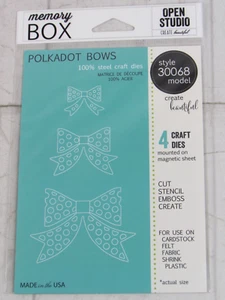 memory
BOX
OPEN
STUDIO
CREATE beautiful
POLKADOT BOWS
100% steel craft dies
MATRICE DE DÉCOUPE
100% ACIER
style
30068
model
create
beautiful
4 CRAFT
DIES
mounted on
magnetic sheet
CUT
STENCIL
EMBOSS
CREATE
FOR USE ON
CARDSTOCK
FELT
FABRIC
SHRINK
PLASTIC
MADE in the USA
*actual size